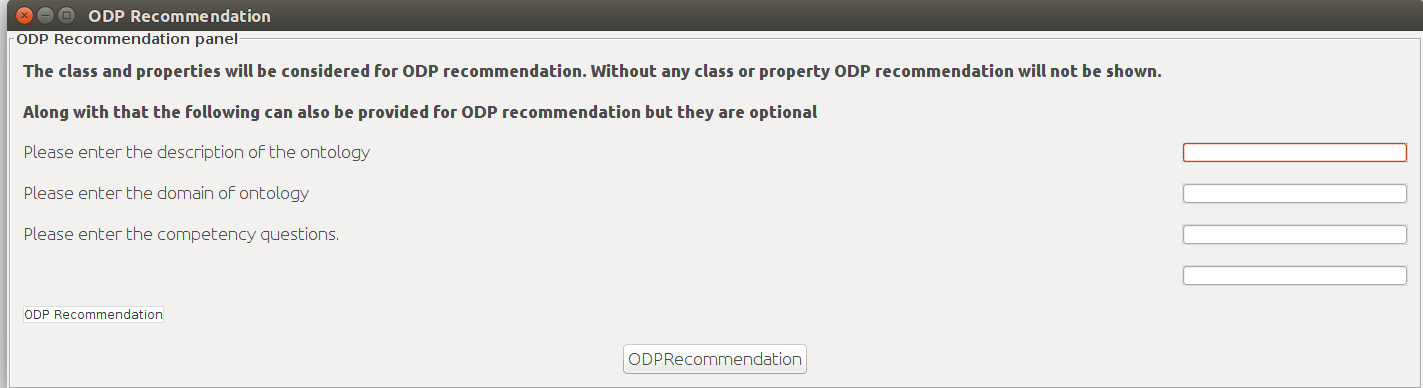 ODP Recommendation
ODP Recommendation panel
The class and properties will be considered for ODP recommendation. Without any class or property ODP recommendation will not be shown.
Along with that the following can also be provided for ODP recommendation but they are optional
Please enter the description of the ontology
Please enter the domain of ontology
Please enter the competency questions.
ODP Recommendation
ODPRecommendation